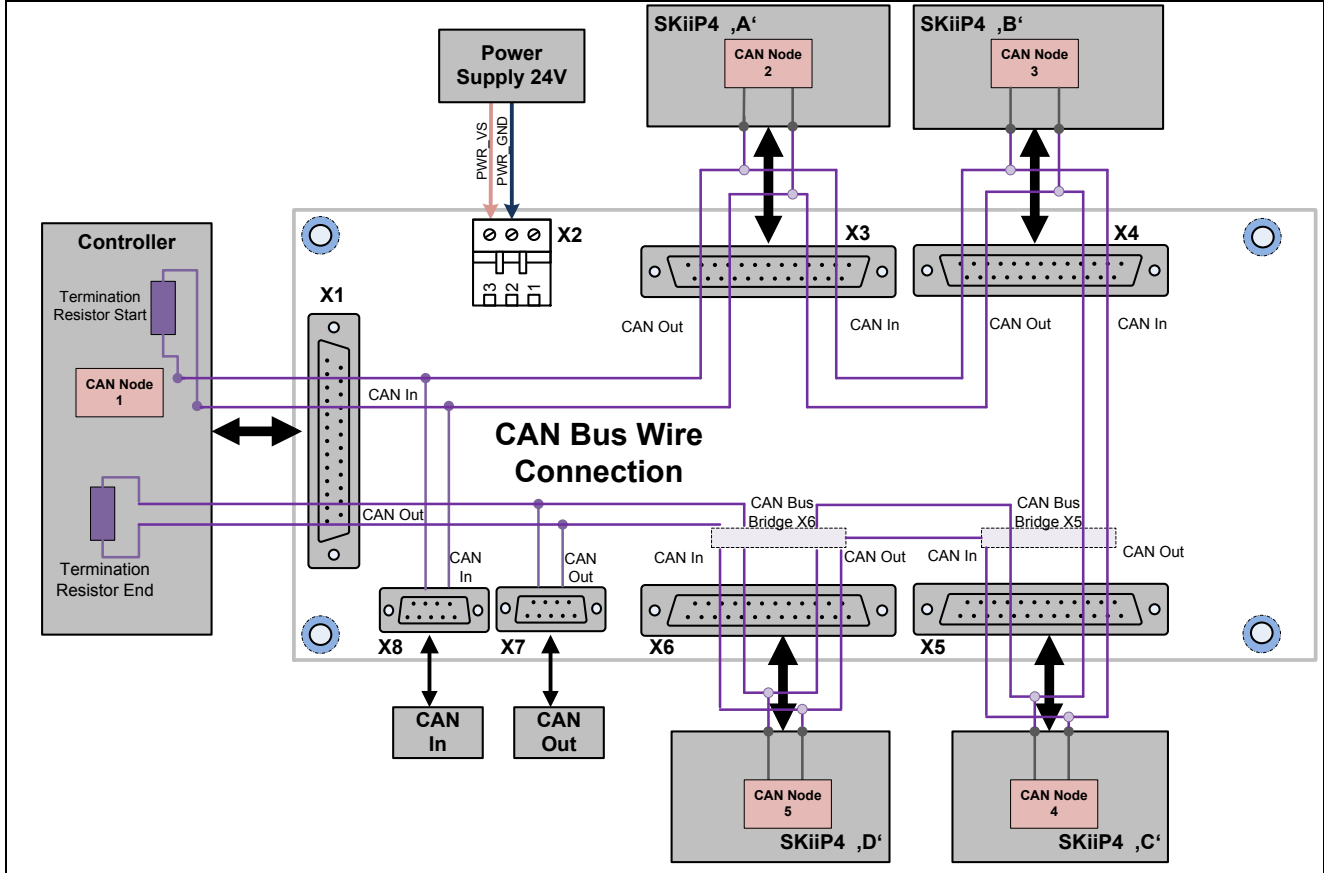 Power
Supply 24V
PWR_VS
PWR_GND
SKiiP4 ‚A‘
CAN Node
2
SKiiP4 ‚B‘
CAN Node
3
X2
3
2
1
X3
X4
Controller
Termination
Resistor Start
CAN Node
1
Termination
Resistor End
X1
CAN In
CAN Out
CAN Out
CAN In
CAN Out
CAN In
CAN Bus Wire
Connection
CAN Bus
Bridge X6
CAN Bus
Bridge X5
CAN In
CAN Out
CAN In
CAN Out
CAN
In
CAN
Out
X8
X7
X6
X5
CAN
In
CAN
Out
CAN Node
5
SKiiP4 ‚D‘
CAN Node
4
SKiiP4 ‚C‘